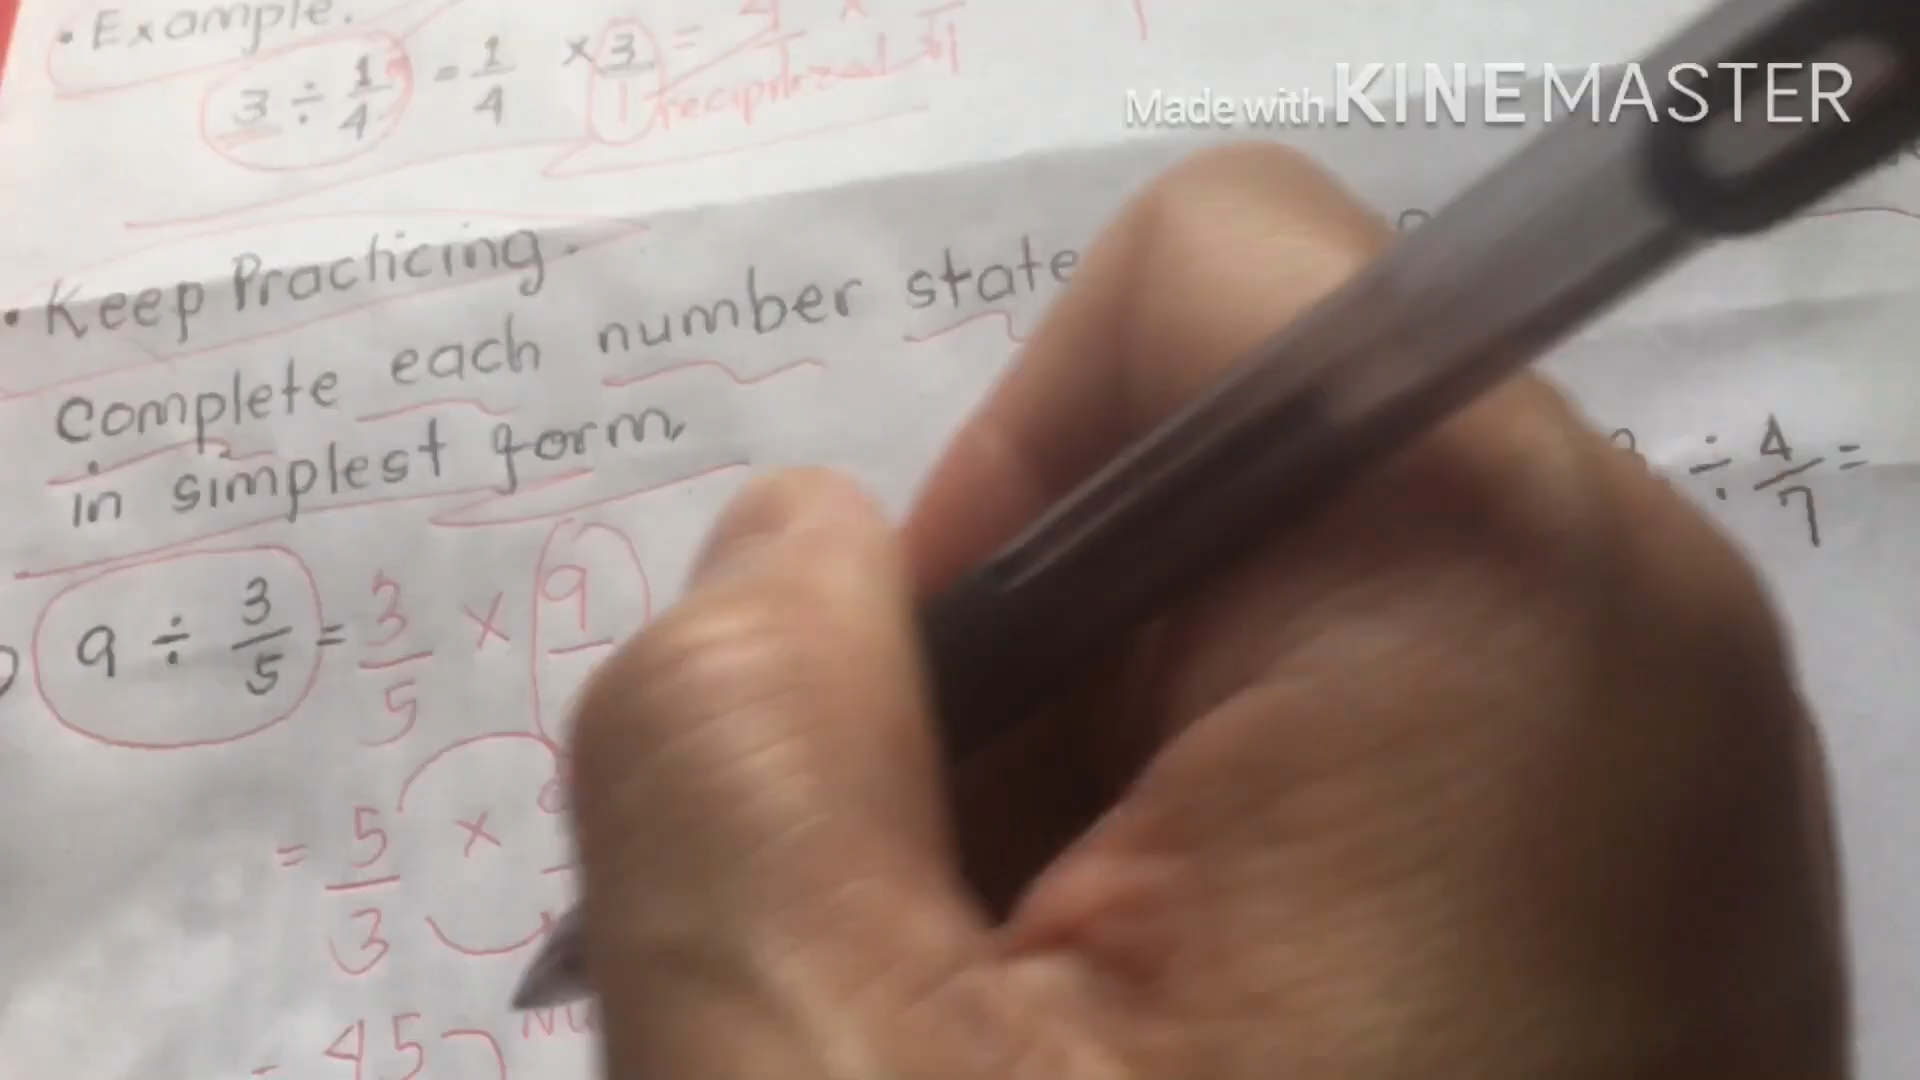 • Example.
3 ÷ 1/4 = 1/4 × 3/1 =
reciprocal
Made with KINEMASTER
• Keep Practicing.
Complete each number state
in simplest form,
÷ 4/7 =
9 ÷ 3/5 = 3/5 × 9
= 5/3 ×
45